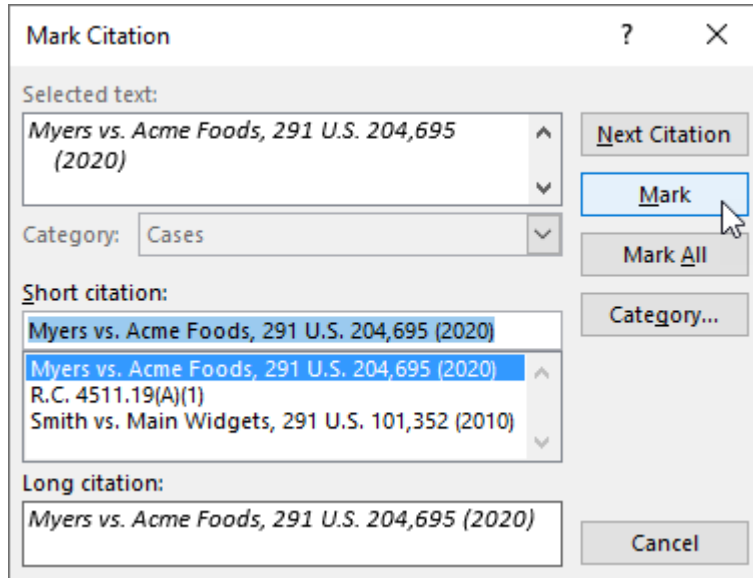 Mark Citation
Selected text:
Myers vs. Acme Foods, 291 U.S. 204,695
(2020)
Next Citation
Mark
Category: Cases
Mark All
Short citation:
Category...
Myers vs. Acme Foods, 291 U.S. 204,695 (2020)
Myers vs. Acme Foods, 291 U.S. 204,695 (2020)
R.C. 4511.19(A)(1)
Smith vs. Main Widgets, 291 U.S. 101,352 (2010)
Long citation:
Myers vs. Acme Foods, 291 U.S. 204,695 (2020)
Cancel